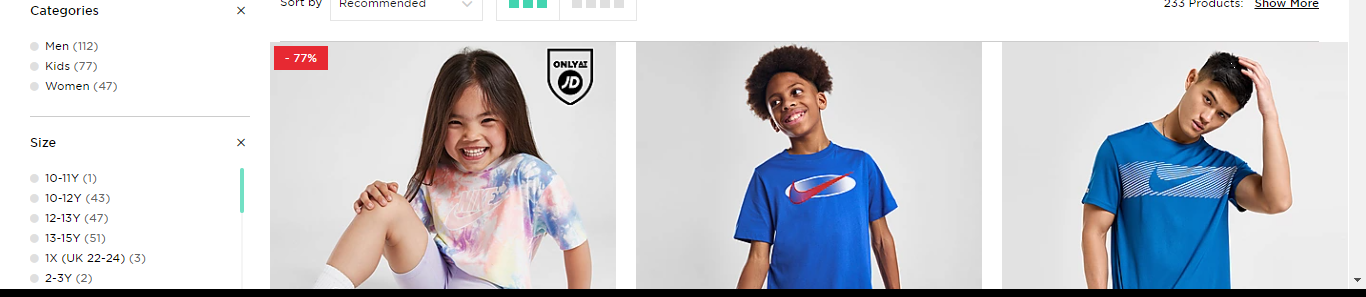 Sort by
Recommended
233 Products: Show More
Categories
Men (112)
Kids (77)
Women (47)
Size
10-11Y (1)
10-12Y (43)
12-13Y (47)
13-15Y (51)
1X (UK 22-24) (3)
2-3Y (2)
- 77%
ONLY AT
JD